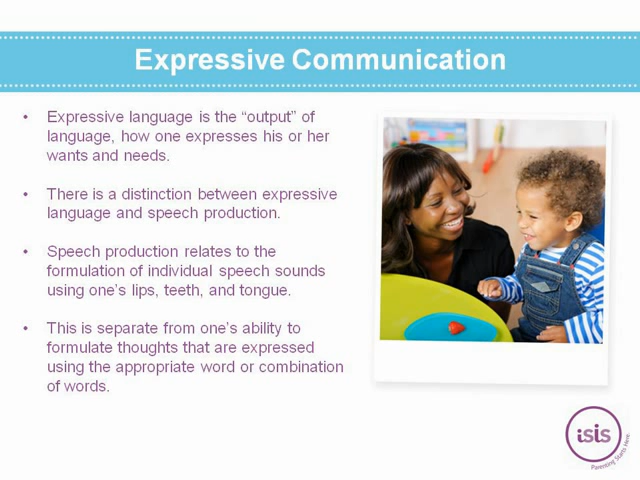 Expressive Communication
• Expressive language is the “output” of
language, how one expresses his or her
wants and needs.
• There is a distinction between expressive
language and speech production.
• Speech production relates to the
formulation of individual speech sounds
using one’s lips, teeth, and tongue.
• This is separate from one’s ability to
formulate thoughts that are expressed
using the appropriate word or combination
of words.
isis
Parenting Starts Here.